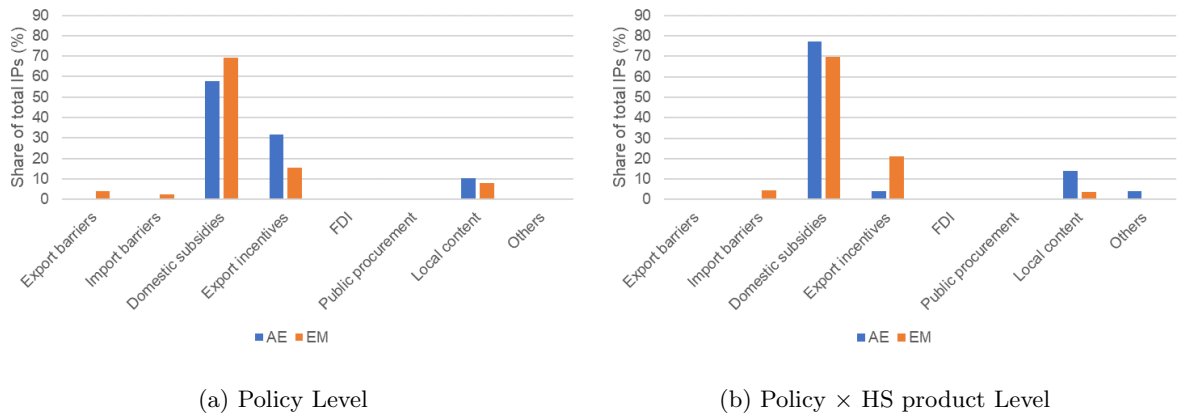 Share of total IPs (%)
90
80
70
60
50
40
30
20
10
0
Export barriers
Import barriers
Domestic subsidies
Export incentives
FDI
Public procurement
Local content
Others
AE EM
(a) Policy Level
Share of total IPs (%)
90
80
70
60
50
40
30
20
10
0
Export barriers
Import barriers
Domestic subsidies
Export incentives
FDI
Public procurement
Local content
Others
AE EM
(b) Policy × HS product Level